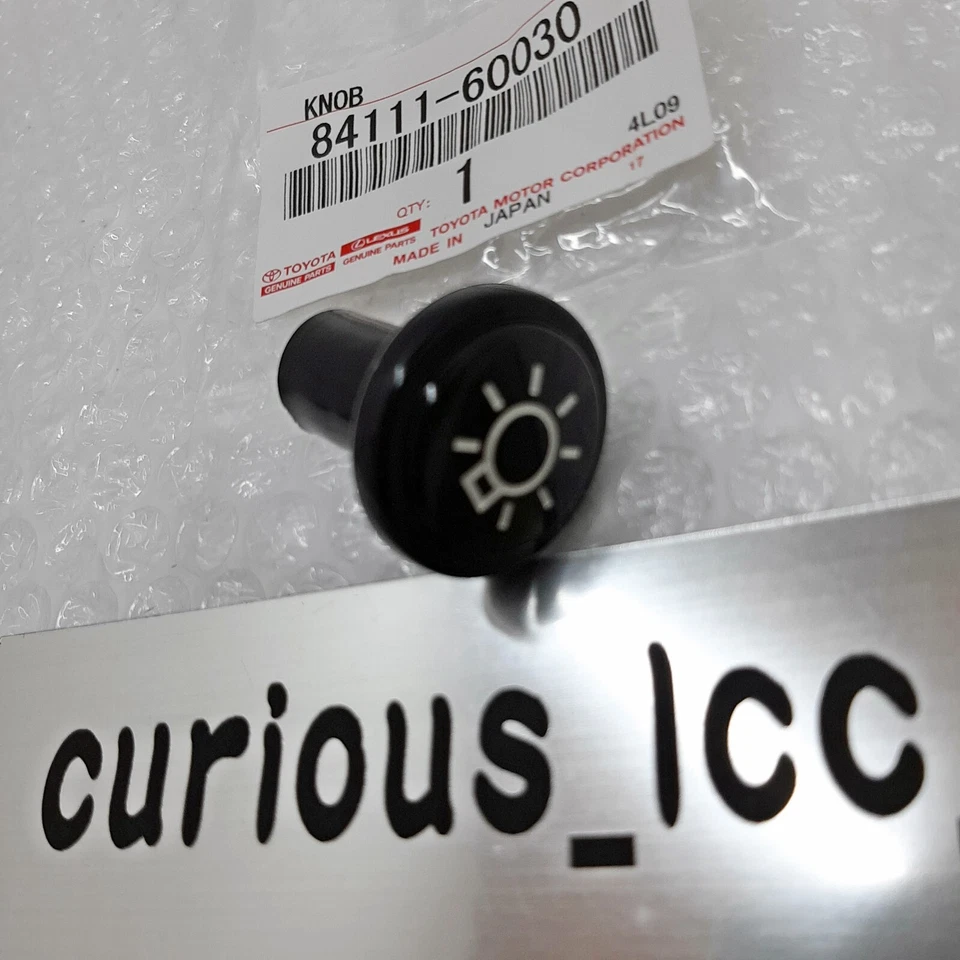 KNOB
84111-60030
4L09
QTY: 1
TOYOTA MOTOR CORPORATION
17
TOYOTA
GENUINE PARTS
LEXUS
GENUINE PARTS
MADE IN JAPAN
curious_lcc